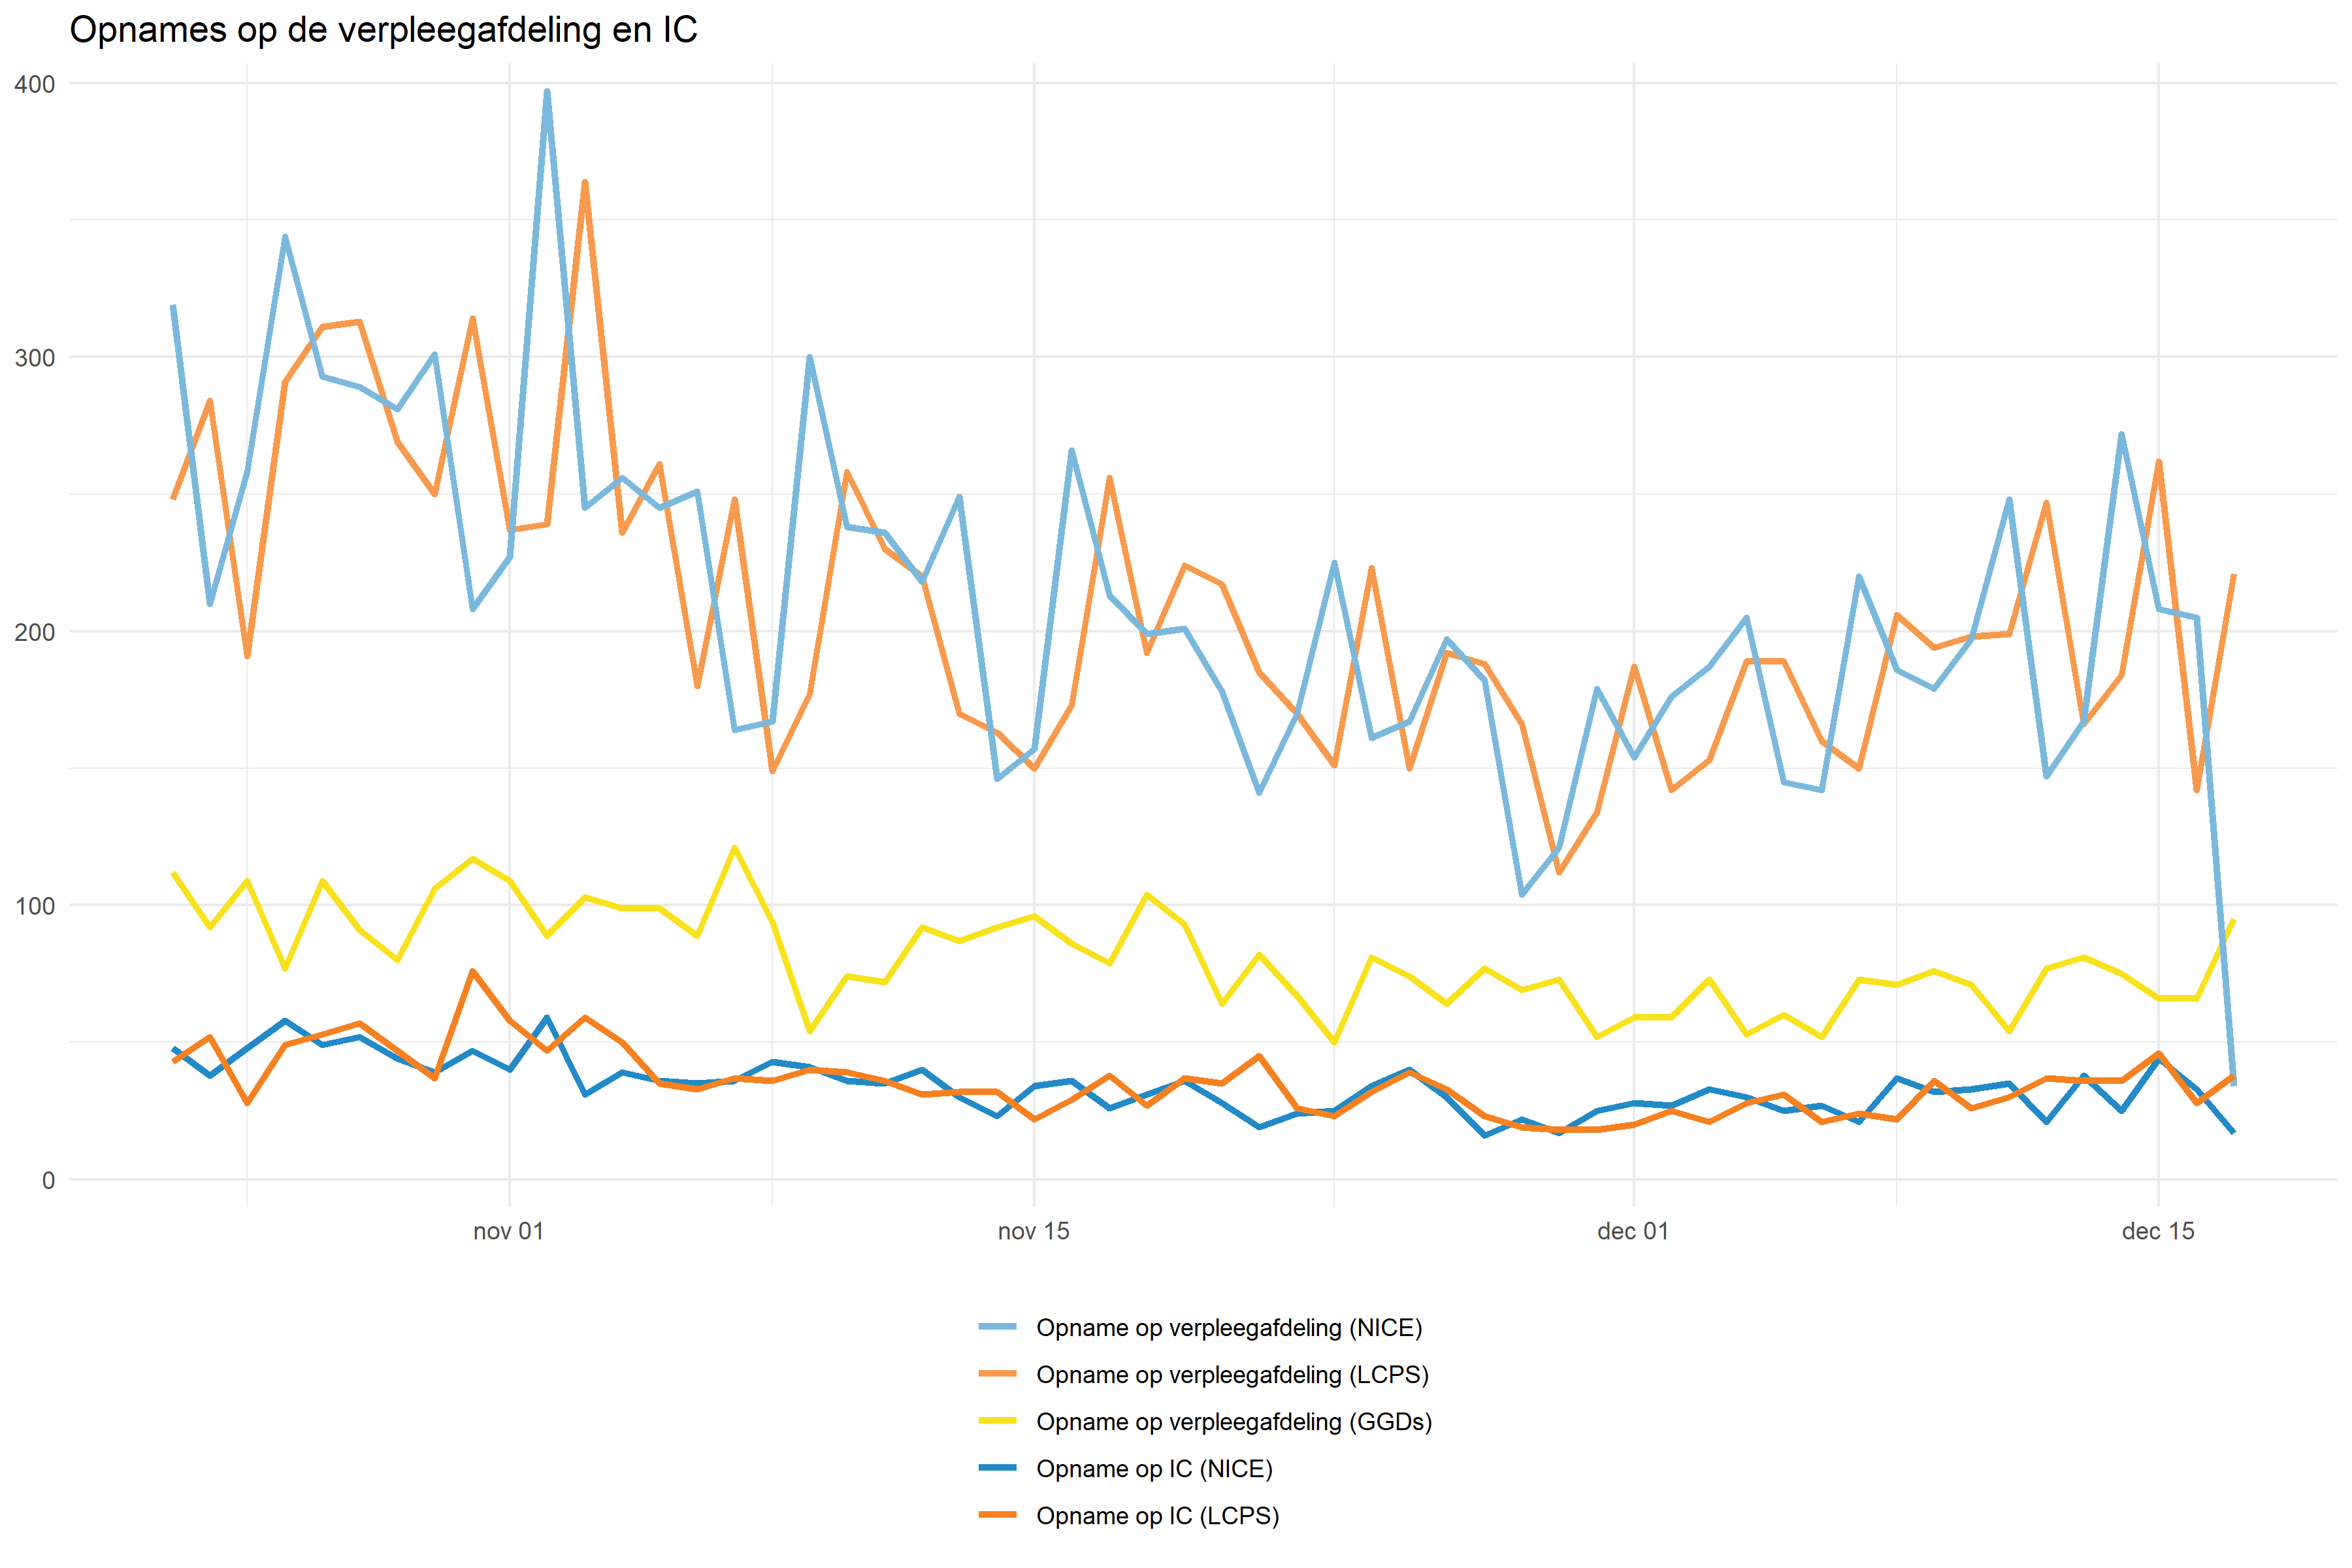 Opnames op de verpleegafdeling en IC
400
300
200
100
0
nov 01 nov 15 dec 01 dec 15
Opname op verpleegafdeling (NICE)
Opname op verpleegafdeling (LCPS)
Opname op verpleegafdeling (GGDs)
Opname op IC (NICE)
Opname op IC (LCPS)